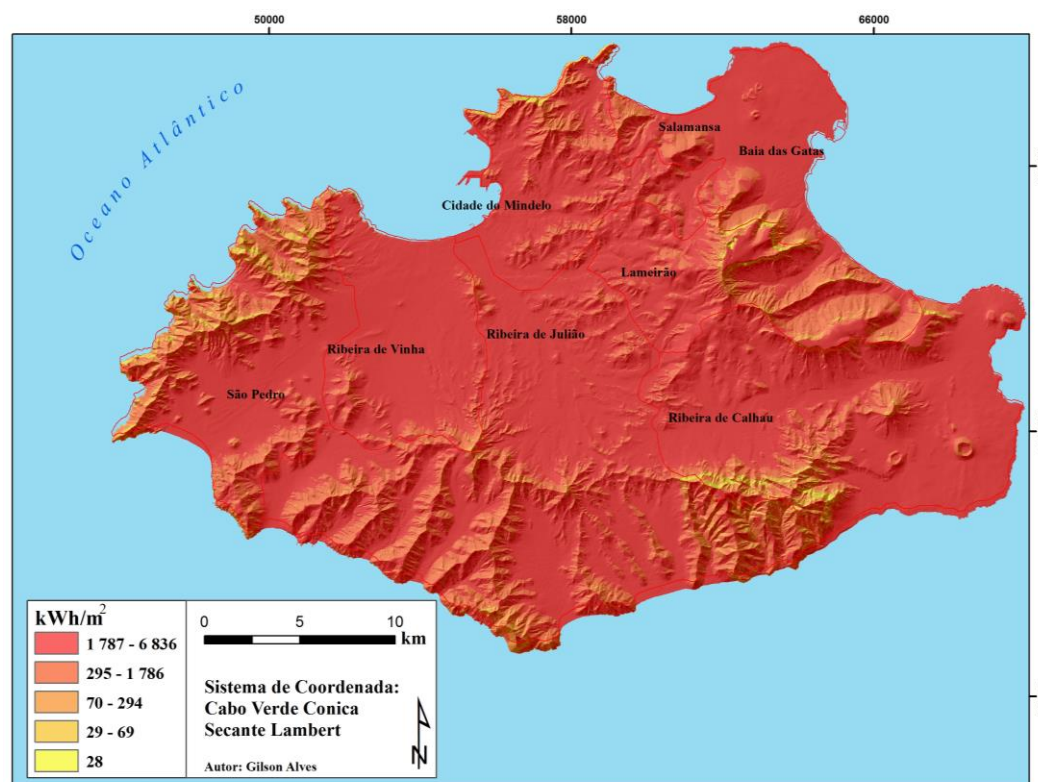 50000 58000 66000
Oceano Atlântico
Salamansa
Baia das Gatas
Cidade do Mindelo
Lameirão
Ribeira de Julião
Ribeira de Vinha
São Pedro
Ribeira de Calhau
kWh/m²
1 787 - 6 836
295 - 1 786
70 - 294
29 - 69
28
0 5 10
km
Sistema de Coordenada:
Cabo Verde Conica
Secante Lambert
N
Autor: Gilson Alves